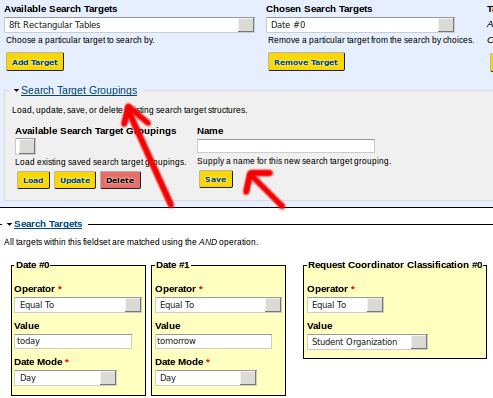 Available Search Targets
Chosen Search Targets
8ft Rectangular Tables
Date #0
Choose a particular target to search by.
Remove a particular target from the search by choices.
Add Target
Remove Target
Search Target Groupings
Load, update, save, or delete existing search target structures.
Available Search Target Groupings
Name
Load existing saved search target groupings.
Supply a name for this new search target grouping.
Load
Update
Delete
Save
Search Targets
All targets within this fieldset are matched using the AND operation.
Date #0
Date #1
Request Coordinator Classification #0
Operator *
Operator *
Operator *
Equal To
Equal To
Equal To
Value
Value
Value
today
tomorrow
Student Organization
Date Mode *
Date Mode *
Day
Day